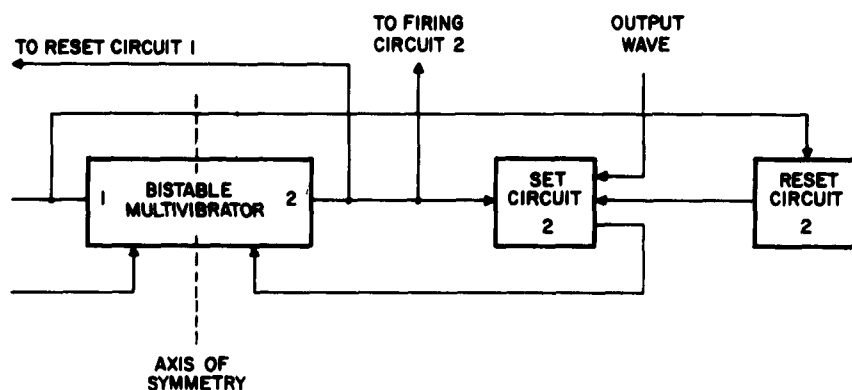 TO FIRING
CIRCUIT 2
OUTPUT
WAVE
TO RESET CIRCUIT 1
1
BISTABLE
MULTIVIBRATOR
2
SET
CIRCUIT
2
RESET
CIRCUIT
2
AXIS OF
SYMMETRY